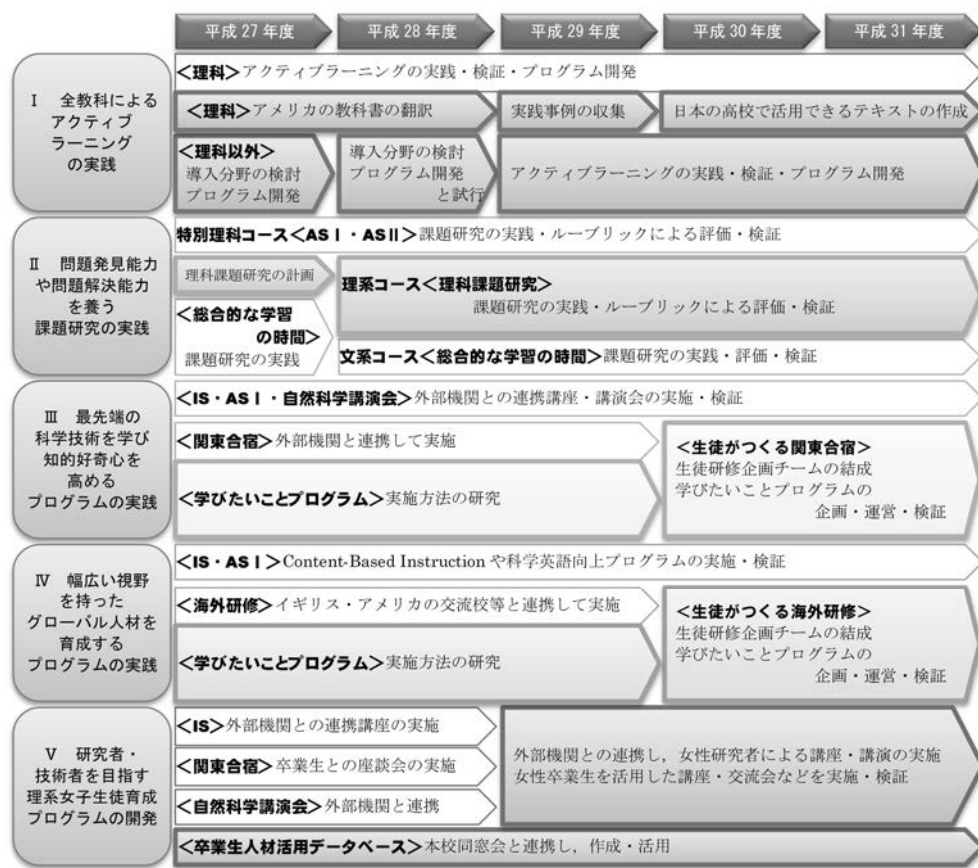 平成 27 年度
平成 28 年度
平成 29 年度
平成 30 年度
平成 31 年度
Ⅰ 全教科による
アクティブ
ラーニング
の実践
<理科>アクティブラーニングの実践・検証・プログラム開発
<理科>アメリカの教科書の翻訳
実践事例の収集
日本の高校で活用できるテキストの作成
<理科以外>
導入分野の検討
プログラム開発
導入分野の検討
プログラム開発
と試行
アクティブラーニングの実践・検証・プログラム開発
Ⅱ 問題発見能力
や問題解決能力
を養う
課題研究の実践
特別理科コース<ASⅠ・ASⅡ>課題研究の実践・ルーブリックによる評価・検証
理科課題研究の計画
理系コース<理科課題研究>
課題研究の実践・ルーブリックによる評価・検証
<総合的な学習
の時間>
課題研究の実践
文系コース<総合的な学習の時間>課題研究の実践・評価・検証
Ⅲ 最先端の
科学技術を学び
知的好奇心を
高める
プログラムの実践
<IS・ASⅠ・自然科学講演会>外部機関との連携講座・講演会の実施・検証
<関東合宿>外部機関と連携して実施
<学びたいことプログラム>実施方法の研究
<生徒がつくる関東合宿>
生徒研修企画チームの結成
学びたいことプログラムの
企画・運営・検証
Ⅳ 幅広い視野
を持った
グローバル人材を
育成する
プログラムの実践
<IS・ASⅠ>Content-Based Instruction や科学英語向上プログラムの実施・検証
<海外研修>イギリス・アメリカの交流校等と連携して実施
<学びたいことプログラム>実施方法の研究
<生徒がつくる海外研修>
生徒研修企画チームの結成
学びたいことプログラムの
企画・運営・検証
Ⅴ 研究者・
技術者を目指す
理系女子生徒育成
プログラムの開発
<IS>外部機関との連携講座の実施
<関東合宿>卒業生との座談会の実施
<自然科学講演会>外部機関と連携
外部機関との連携し，女性研究者による講座・講演の実施
女性卒業生を活用した講座・交流会などを実施・検証
<卒業生人材活用データベース>本校同窓会と連携し，作成・活用